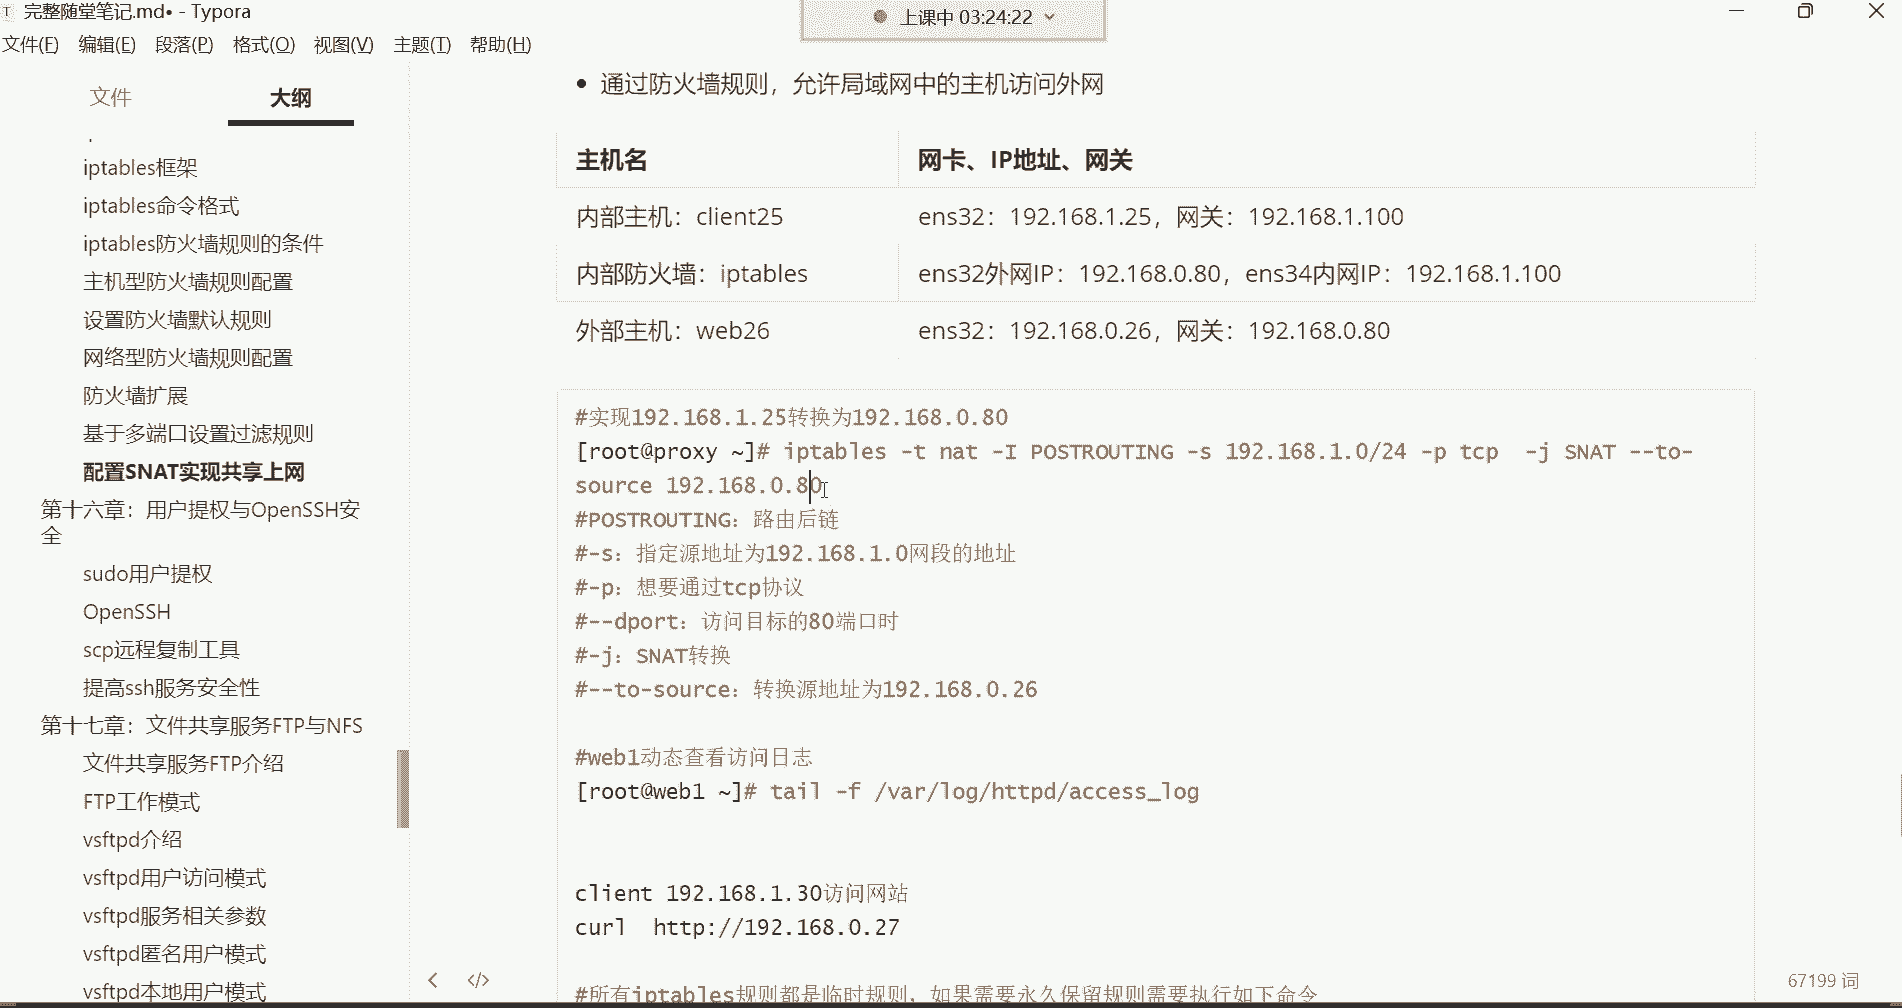 完整随堂笔记.md• - Typora
上课中 03:24:22
文件(F) 编辑(E) 段落(P) 格式(O) 视图(V) 主题(T) 帮助(H)
文件 大纲
iptables框架
iptables命令格式
iptables防火墙规则的条件
主机型防火墙规则配置
设置防火墙默认规则
网络型防火墙规则配置
防火墙扩展
基于多端口设置过滤规则
配置SNAT实现共享上网
第十六章：用户提权与OpenSSH安
全
sudo用户提权
OpenSSH
scp远程复制工具
提高ssh服务安全性
第十七章：文件共享服务FTP与NFS
文件共享服务FTP介绍
FTP工作模式
vsftpd介绍
vsftpd用户访问模式
vsftpd服务相关参数
vsftpd匿名用户模式
vsftpd本地用户模式
• 通过防火墙规则，允许局域网中的主机访问外网
主机名 网卡、IP地址、网关
内部主机：client25 ens32：192.168.1.25，网关：192.168.1.100
内部防火墙：iptables ens32外网IP：192.168.0.80，ens34内网IP：192.168.1.100
外部主机：web26 ens32：192.168.0.26，网关：192.168.0.80
#实现192.168.1.25转换为192.168.0.80
[root@proxy ~]# iptables -t nat -I POSTROUTING -s 192.168.1.0/24 -p tcp  -j SNAT --to-
source 192.168.0.80
#POSTROUTING：路由后链
#-s：指定源地址为192.168.1.0网段的地址
#-p：想要通过tcp协议
#--dport：访问目标的80端口时
#-j：SNAT转换
#--to-source：转换源地址为192.168.0.26
#web1动态查看访问日志
[root@web1 ~]# tail -f /var/log/httpd/access_log
client 192.168.1.30访问网站
curl  http://192.168.0.27
#所有iptables规则都是临时规则，如果需要永久保留规则需要执行如下命令
67199 词